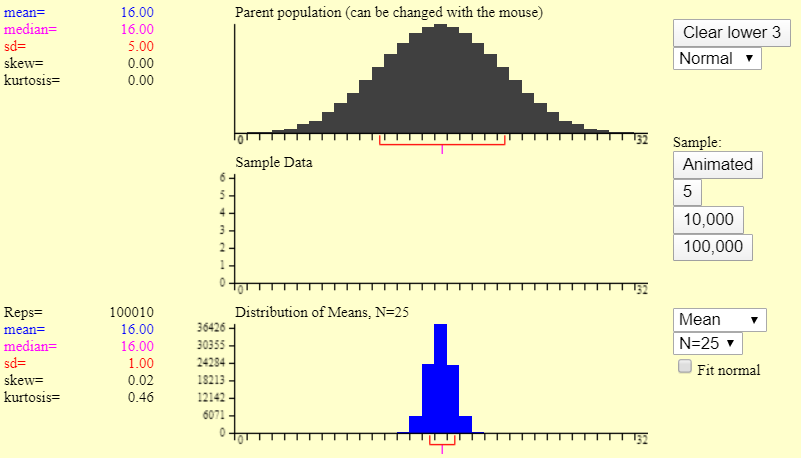 mean= 16.00
median= 16.00
sd= 5.00
skew= 0.00
kurtosis= 0.00
Parent population (can be changed with the mouse)
0 32
Clear lower 3
Normal
Sample:
Animated
5
10,000
100,000
Sample Data
6
5
4
3
2
1
0
0 32
Reps= 100010
mean= 16.00
median= 16.00
sd= 1.00
skew= 0.02
kurtosis= 0.46
Distribution of Means, N=25
36426
30355
24284
18213
12142
6071
0
0 32
Mean
N=25
Fit normal